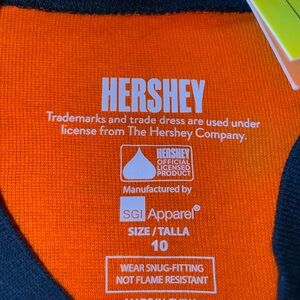 HERSHEY
Trademarks and trade dress are used under
license from The Hershey Company.
HERSHEY
OFFICIAL
LICENSED
PRODUCT
Manufactured by
SGI Apparel®
SIZE / TALLA
10
WEAR SNUG-FITTING
NOT FLAME RESISTANT